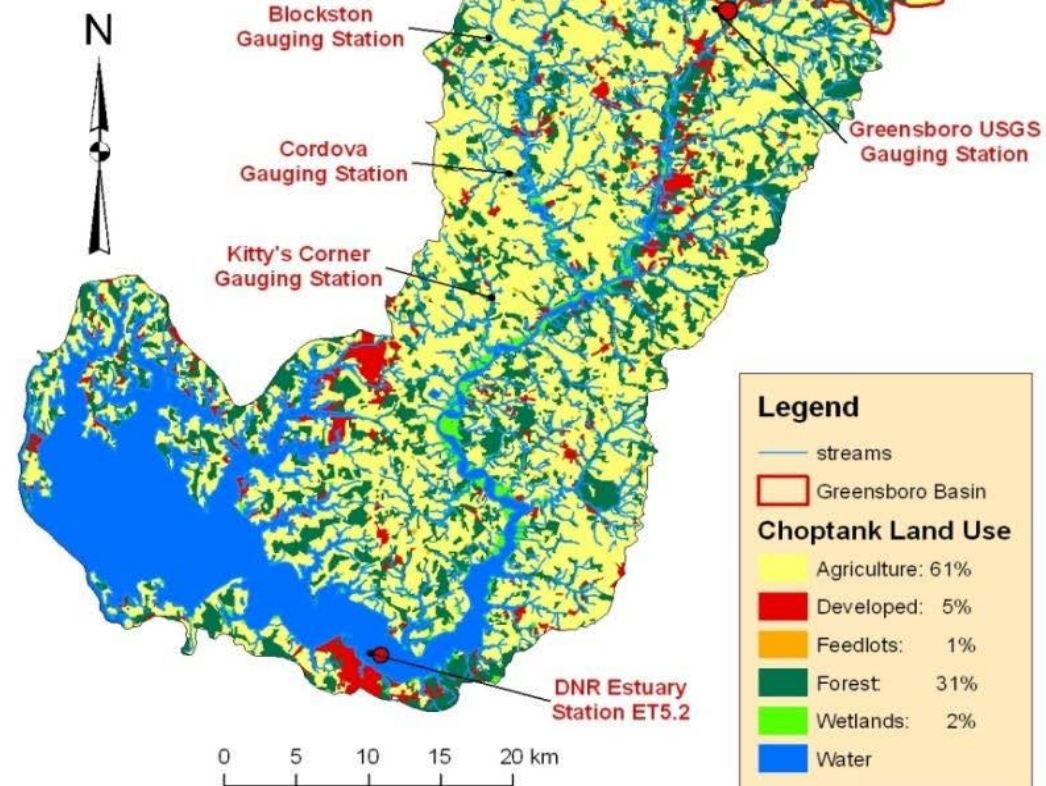 Blockston
Gauging Station
N
Greensboro USGS
Gauging Station
Cordova
Gauging Station
Kitty's Corner
Gauging Station
Legend
streams
Greensboro Basin
Choptank Land Use
Agriculture: 61%
Developed: 5%
Feedlots: 1%
Forest: 31%
Wetlands: 2%
Water
DNR Estuary
Station ET5.2
0 5 10 15 20 km